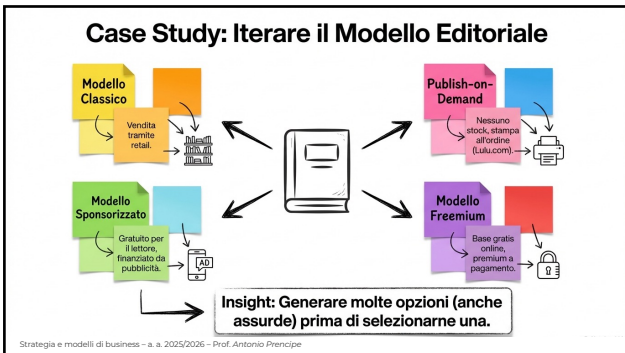 Case Study: Iterare il Modello Editoriale
Modello
Classico
Vendita
tramite
retail.
Publish-on-
Demand
Nessuno
stock, stampa
all'ordine
(Lulu.com).
Modello
Sponsorizzato
Gratuito per
il lettore,
finanziato da
pubblicità.
AD
Modello
Freemium
Base gratis
online,
premium a
pagamento.
Insight: Generare molte opzioni (anche
assurde) prima di selezionarne una.
Strategia e modelli di business – a. a. 2025/2026 – Prof. Antonio Prencipe